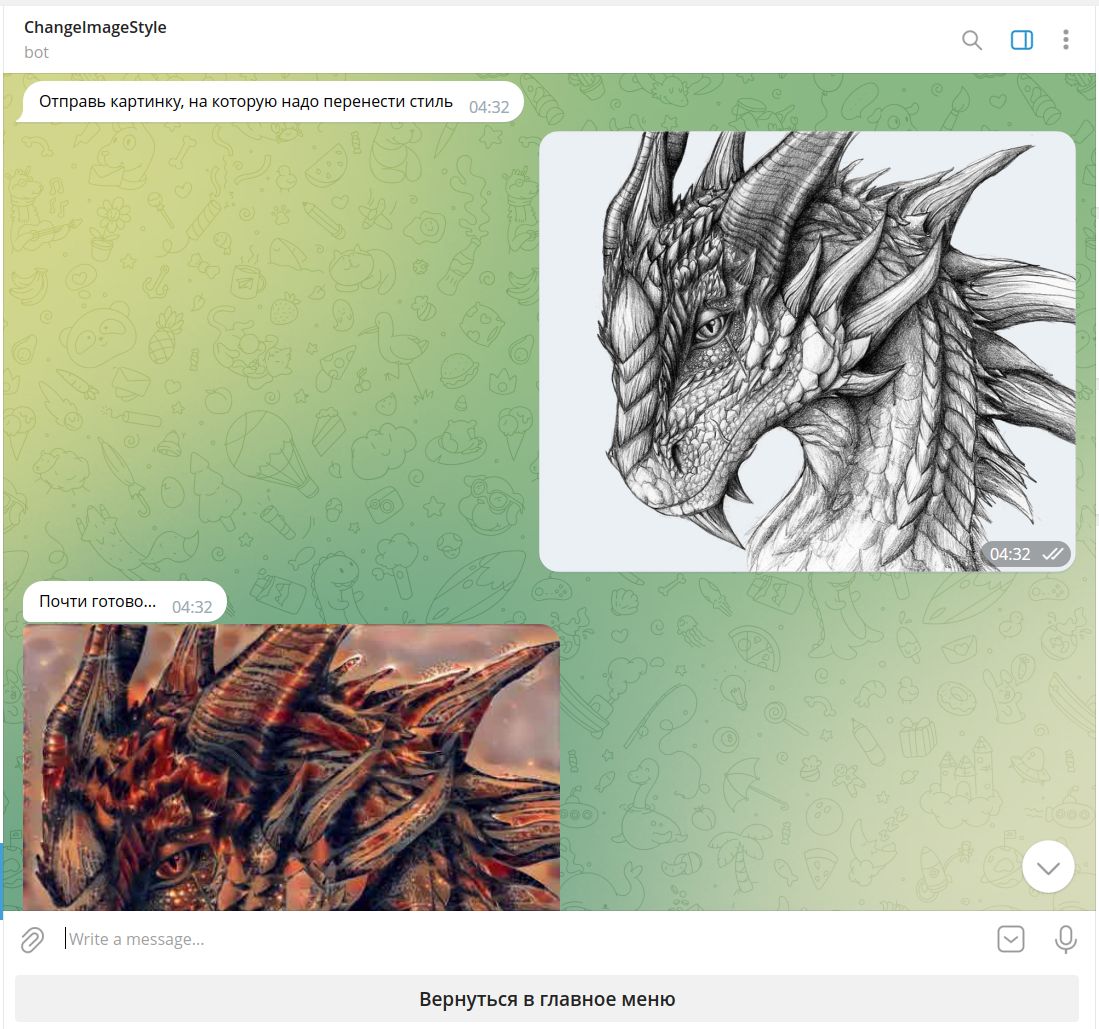 ChangeImageStyle
bot
Отправь картинку, на которую надо перенести стиль 04:32
04:32
Почти готово... 04:32
Write a message...
Вернуться в главное меню